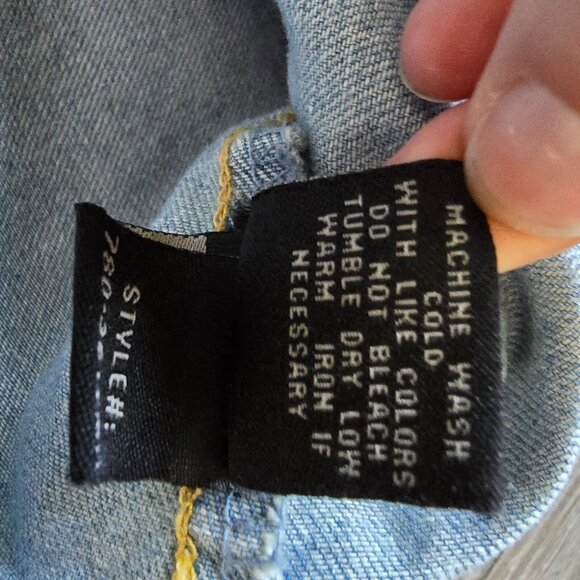 MACHINE WASH
COLD
WITH LIKE COLORS
DO NOT BLEACH
TUMBLE DRY LOW
WARM IRON IF
NECESSARY
STYLE#: